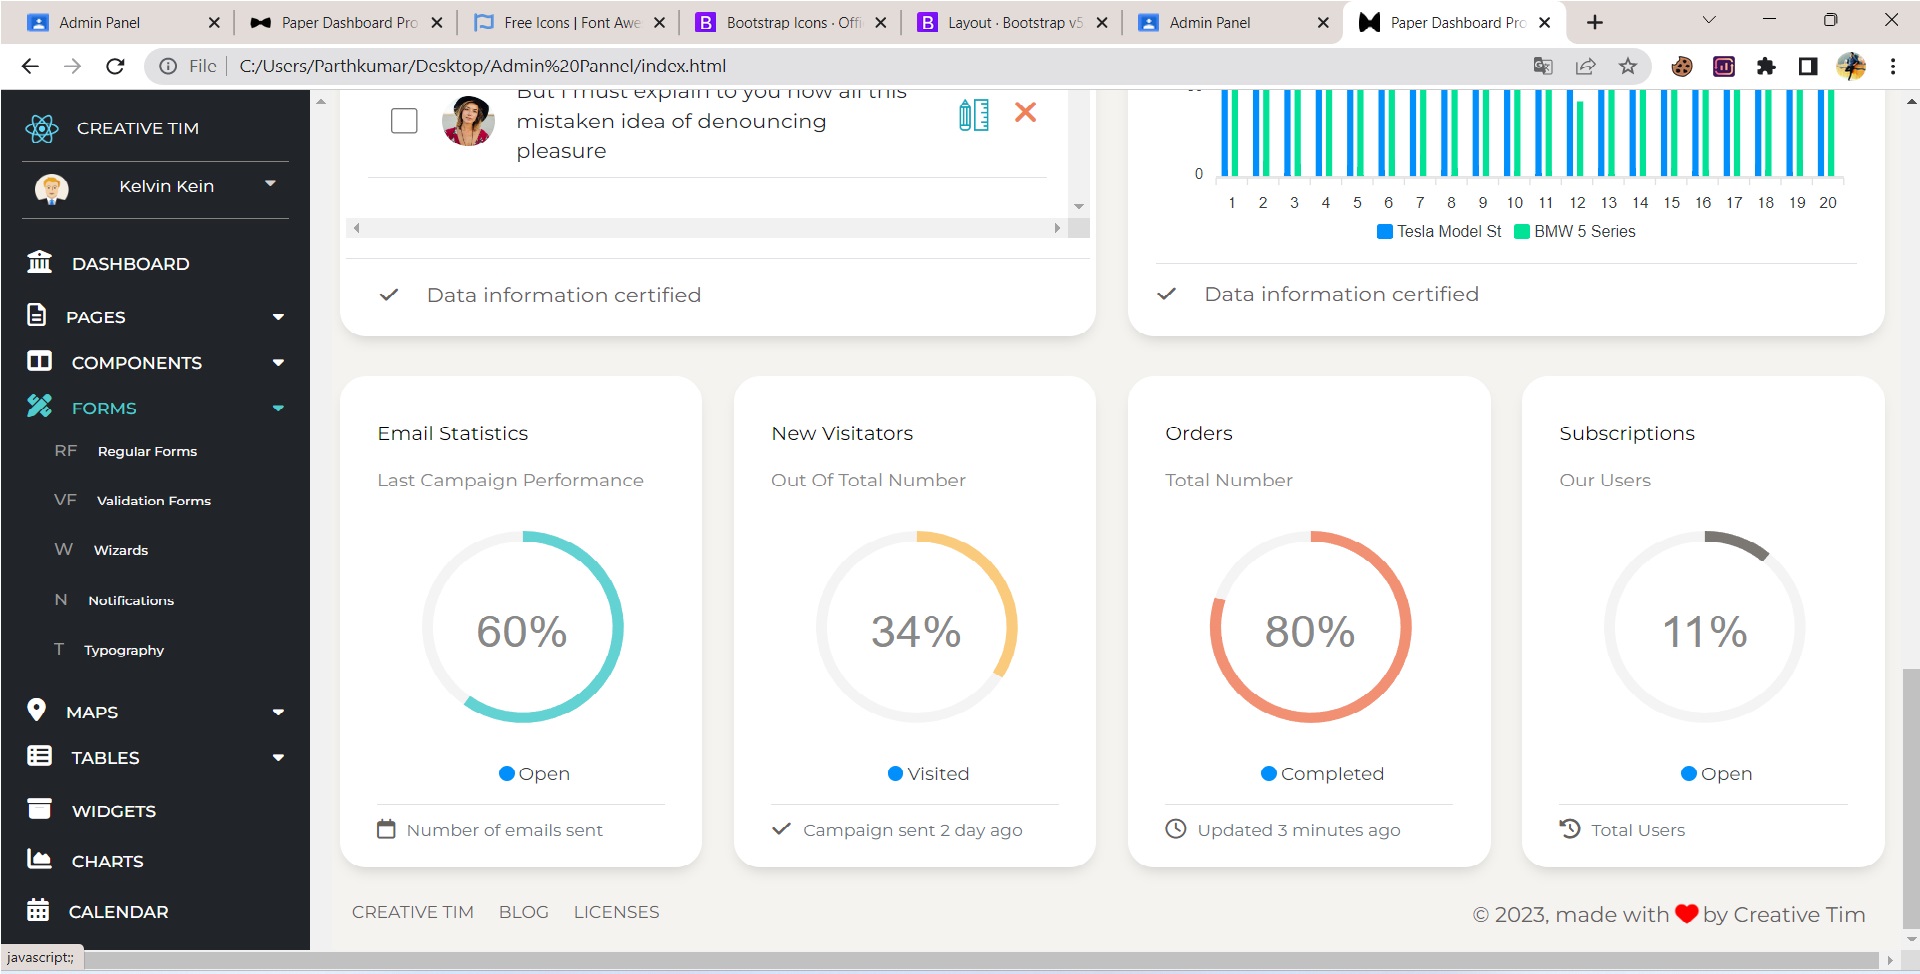 Admin Panel
Paper Dashboard Pro
Free Icons | Font Awe
Bootstrap Icons · Offi
Layout · Bootstrap v5
Admin Panel
Paper Dashboard Pro
File
C:/Users/Parthkumar/Desktop/Admin%20Pannel/index.html
CREATIVE TIM
Kelvin Kein
DASHBOARD
PAGES
COMPONENTS
FORMS
RF Regular Forms
VF Validation Forms
W Wizards
N Notifications
T Typography
MAPS
TABLES
WIDGETS
CHARTS
CALENDAR
javascript:;
But I must explain to you how all this
mistaken idea of denouncing
pleasure
Data information certified
0
1 2 3 4 5 6 7 8 9 10 11 12 13 14 15 16 17 18 19 20
Tesla Model St BMW 5 Series
Data information certified
Email Statistics
Last Campaign Performance
60%
Open
Number of emails sent
New Visitators
Out Of Total Number
34%
Visited
Campaign sent 2 day ago
Orders
Total Number
80%
Completed
Updated 3 minutes ago
Subscriptions
Our Users
11%
Open
Total Users
CREATIVE TIM BLOG LICENSES
© 2023, made with by Creative Tim